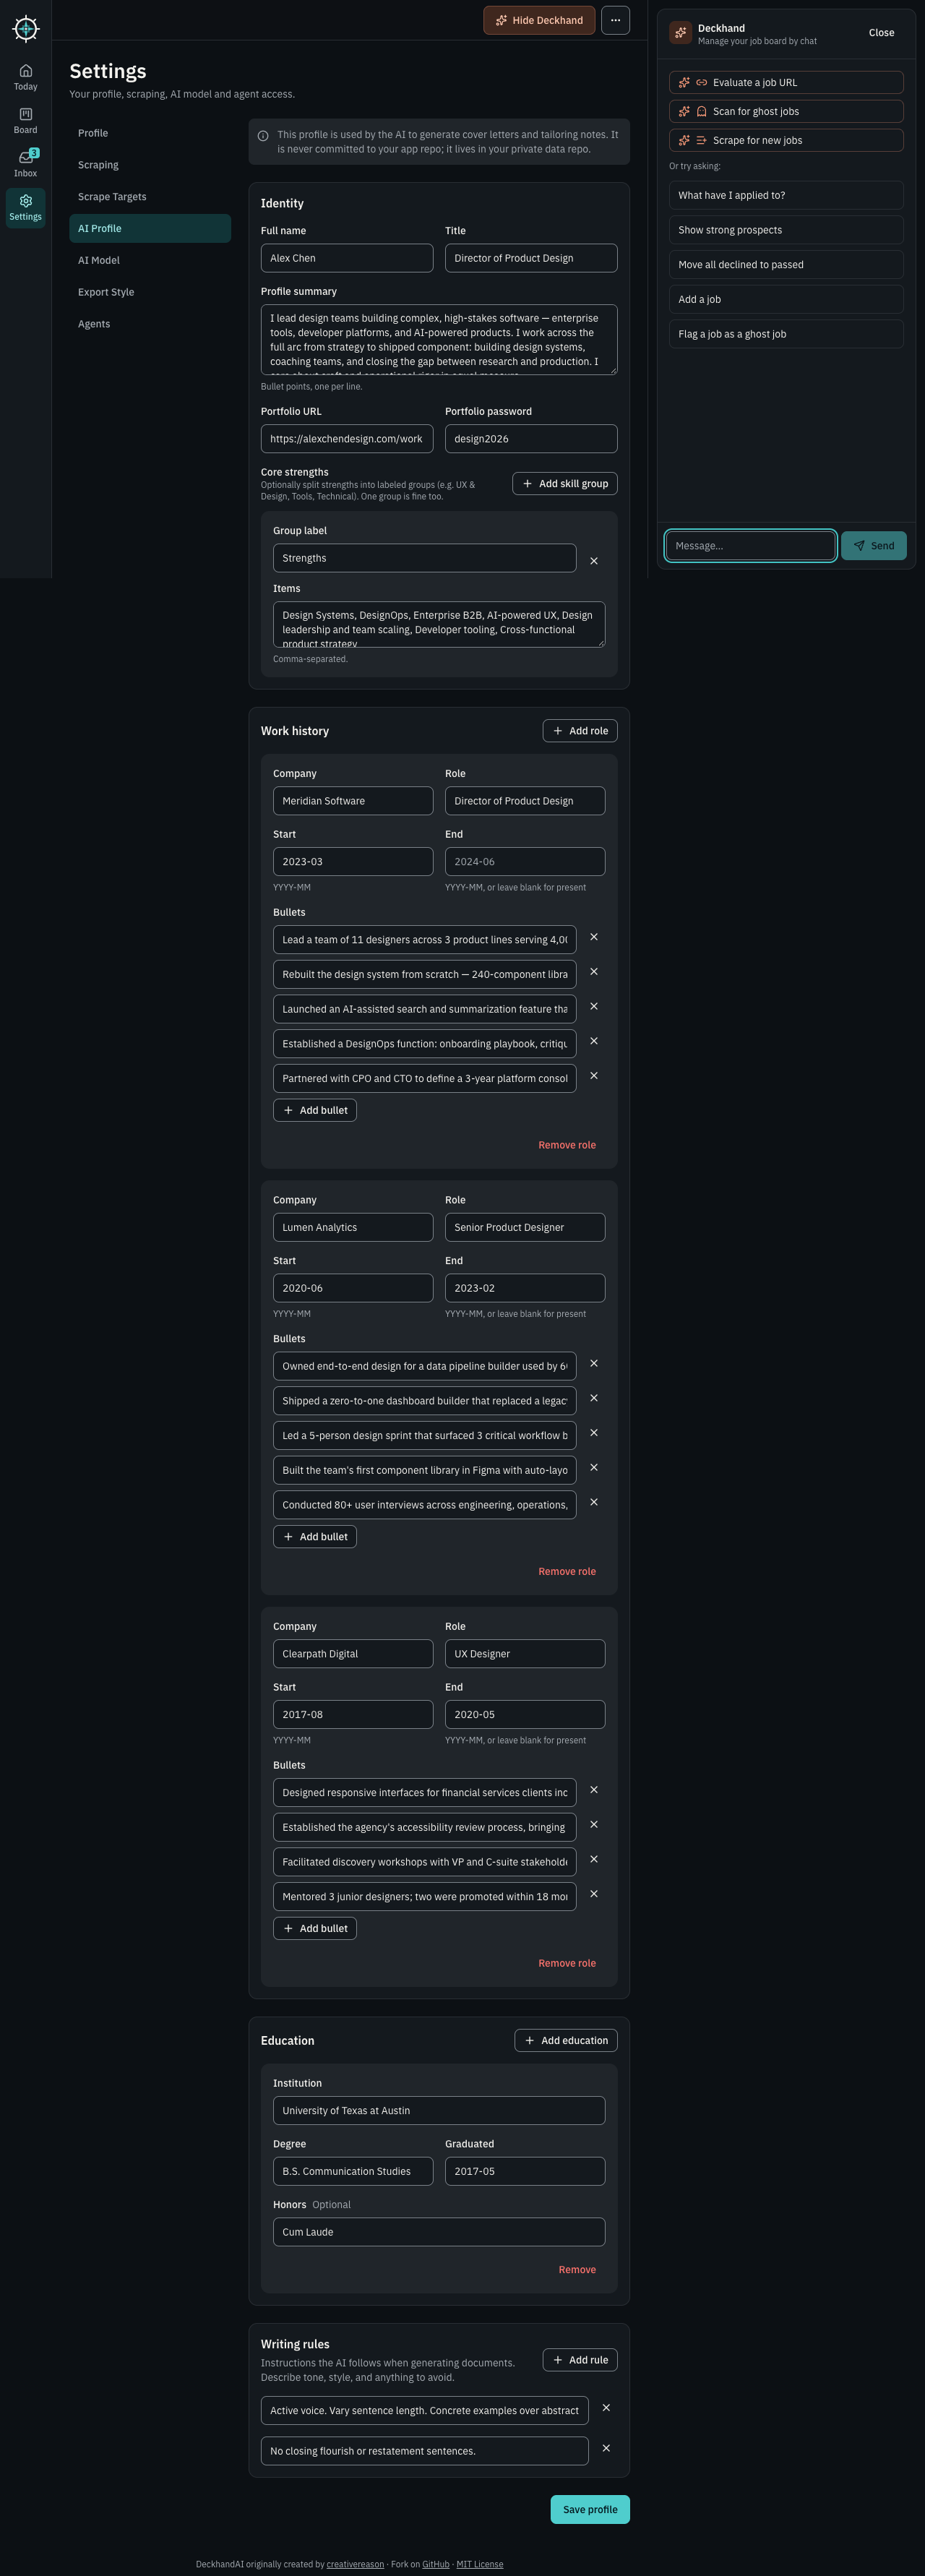 Hide Deckhand
Deckhand
Manage your job board by chat
Close
Today
Board
3
Inbox
Settings
Settings
Your profile, scraping, AI model and agent access.
Profile
Scraping
Scrape Targets
AI Profile
AI Model
Export Style
Agents
This profile is used by the AI to generate cover letters and tailoring notes. It
is never committed to your app repo; it lives in your private data repo.
Identity
Full name
Title
Alex Chen
Director of Product Design
Profile summary
I lead design teams building complex, high-stakes software — enterprise
tools, developer platforms, and AI-powered products. I work across the
full arc from strategy to shipped component: building design systems,
coaching teams, and closing the gap between research and production. I
Bullet points, one per line.
Portfolio URL
Portfolio password
https://alexchendesign.com/work
design2026
Core strengths
Optionally split strengths into labeled groups (e.g. UX &
Design, Tools, Technical). One group is fine too.
Add skill group
Group label
Strengths
Items
Design Systems, DesignOps, Enterprise B2B, AI-powered UX, Design
leadership and team scaling, Developer tooling, Cross-functional
product strategy
Comma-separated.
Work history
Add role
Company
Role
Meridian Software
Director of Product Design
Start
End
2023-03
2024-06
YYYY-MM
YYYY-MM, or leave blank for present
Bullets
Lead a team of 11 designers across 3 product lines serving 4,00
Rebuilt the design system from scratch — 240-component libra
Launched an AI-assisted search and summarization feature tha
Established a DesignOps function: onboarding playbook, critiqu
Partnered with CPO and CTO to define a 3-year platform consol
Add bullet
Remove role
Company
Role
Lumen Analytics
Senior Product Designer
Start
End
2020-06
2023-02
YYYY-MM
YYYY-MM, or leave blank for present
Bullets
Owned end-to-end design for a data pipeline builder used by 6
Shipped a zero-to-one dashboard builder that replaced a legac
Led a 5-person design sprint that surfaced 3 critical workflow b
Built the team's first component library in Figma with auto-layo
Conducted 80+ user interviews across engineering, operations,
Add bullet
Remove role
Company
Role
Clearpath Digital
UX Designer
Start
End
2017-08
2020-05
YYYY-MM
YYYY-MM, or leave blank for present
Bullets
Designed responsive interfaces for financial services clients inc
Established the agency's accessibility review process, bringing
Facilitated discovery workshops with VP and C-suite stakeholde
Mentored 3 junior designers; two were promoted within 18 mon
Add bullet
Remove role
Education
Add education
Institution
University of Texas at Austin
Degree
Graduated
B.S. Communication Studies
2017-05
Honors Optional
Cum Laude
Remove
Writing rules
Instructions the AI follows when generating documents.
Describe tone, style, and anything to avoid.
Add rule
Active voice. Vary sentence length. Concrete examples over abstract
No closing flourish or restatement sentences.
Save profile
DeckhandAI originally created by creativereason · Fork on GitHub · MIT License
Evaluate a job URL
Scan for ghost jobs
Scrape for new jobs
Or try asking:
What have I applied to?
Show strong prospects
Move all declined to passed
Add a job
Flag a job as a ghost job
Message...
Send